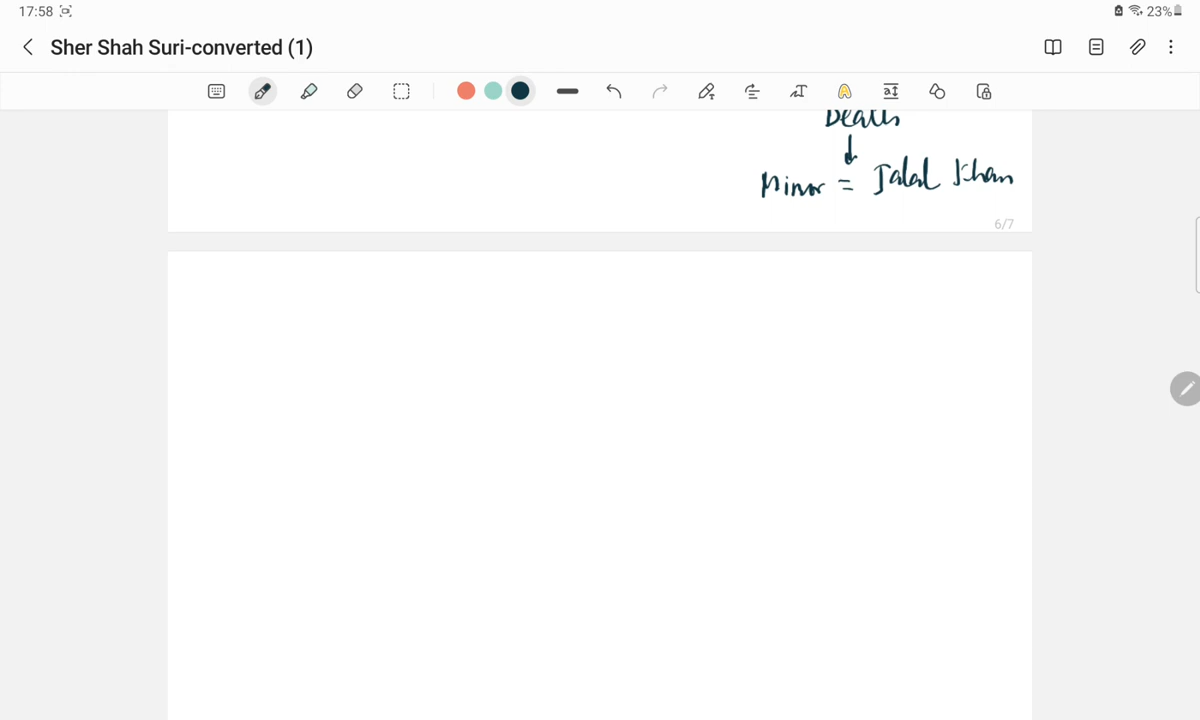 17:58 23%
Sher Shah Suri-converted (1)
Death
Minor = Jalal Khan
6/7